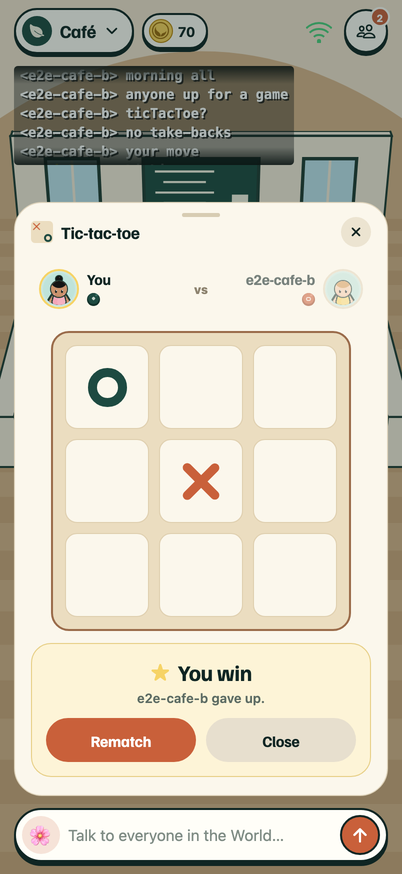 Café
70
2
<e2e-cafe-b> morning all
<e2e-cafe-b> anyone up for a game
<e2e-cafe-b> ticTacToe?
<e2e-cafe-b> no take-backs
<e2e-cafe-b> your move
Tic-tac-toe
You
vs
e2e-cafe-b
You win
e2e-cafe-b gave up.
Rematch
Close
Talk to everyone in the World...